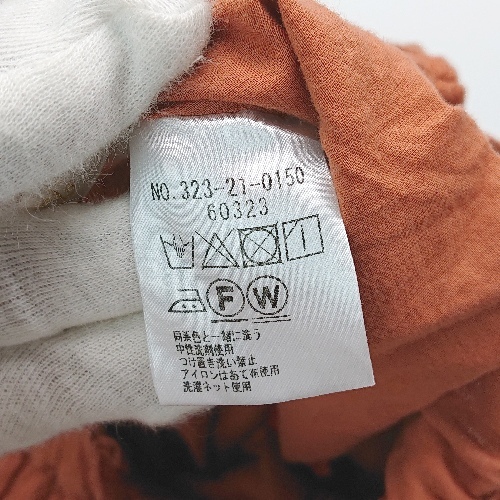 NO.323-21-0150
60323
F W
同系色と一緒に洗う
中性洗剤使用
つけ置き洗い禁止
アイロンはあて布使用
洗濯ネット使用